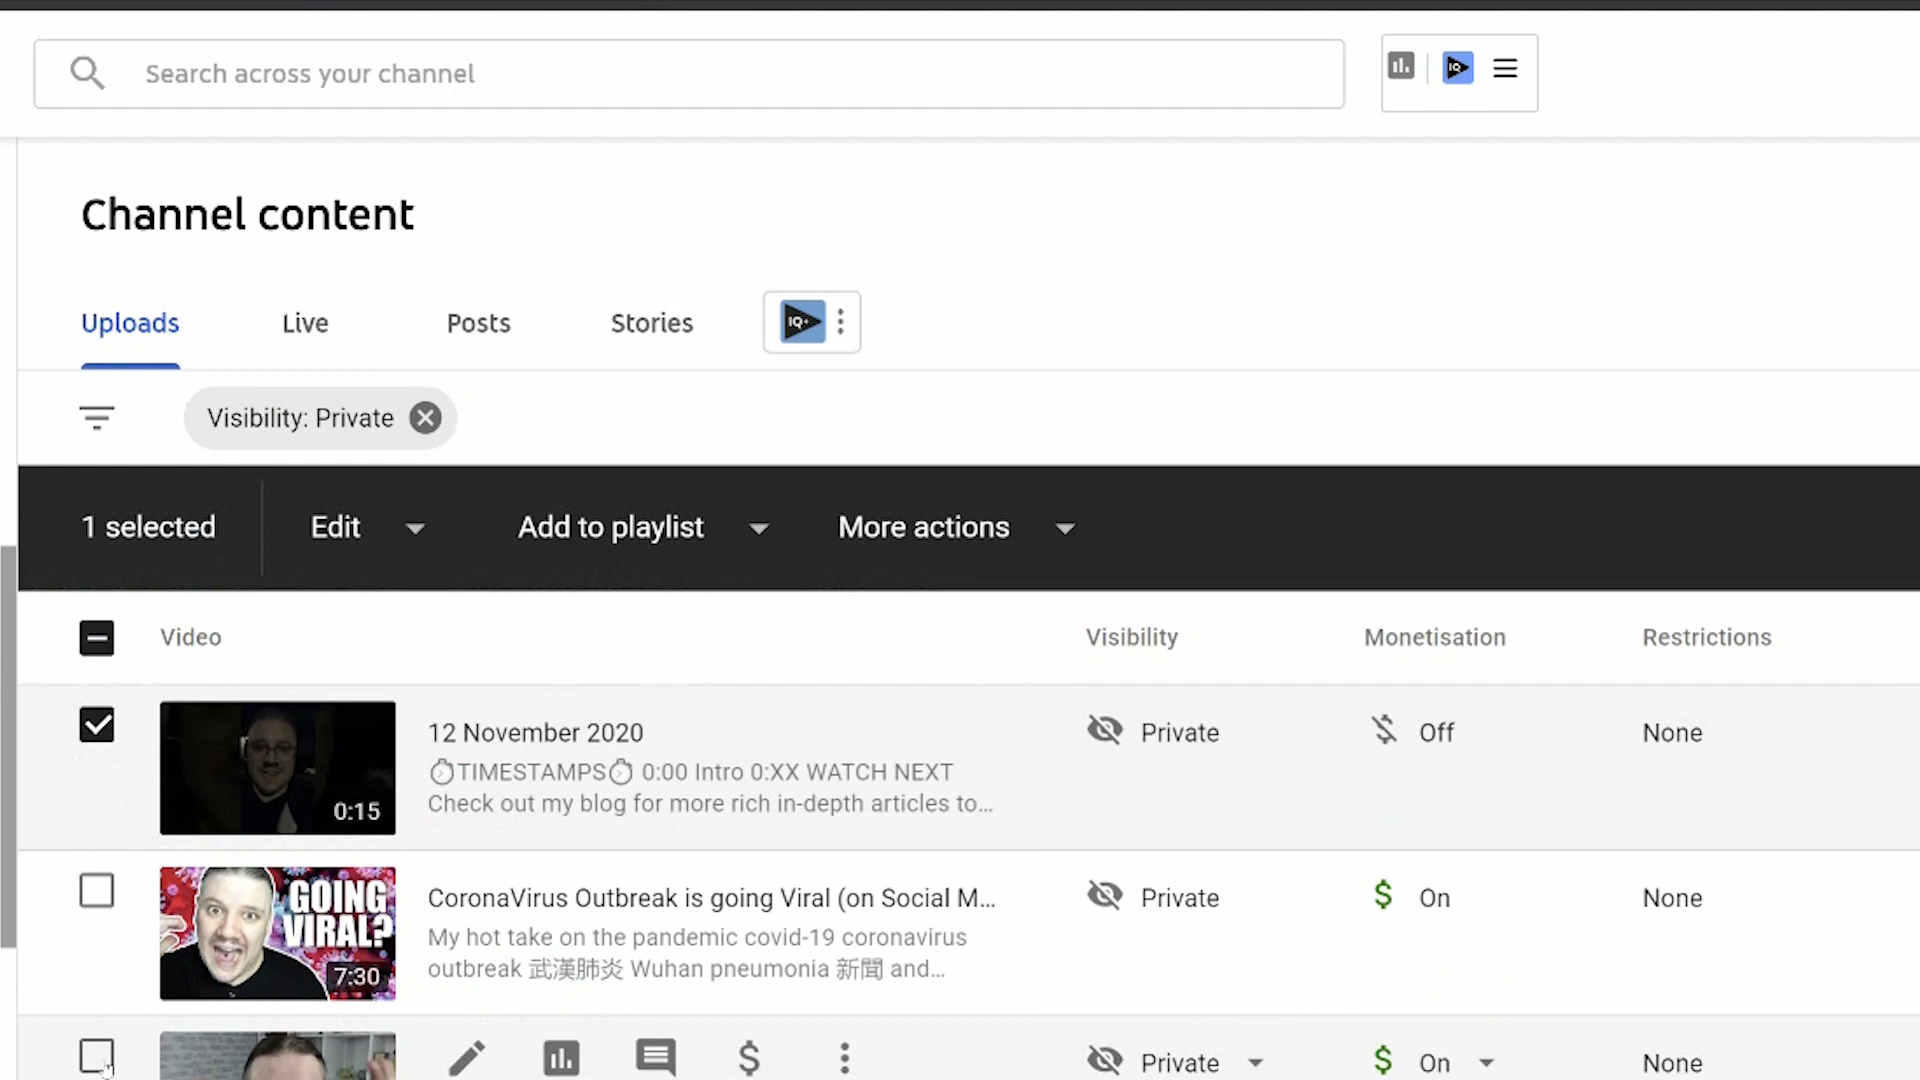 Search across your channel
IQ
Channel content
Uploads Live Posts Stories IQ+
Visibility: Private
1 selected Edit Add to playlist More actions
Video Visibility Monetisation Restrictions
12 November 2020 Private Off None
⏱TIMESTAMPS⏱ 0:00 Intro 0:XX WATCH NEXT
Check out my blog for more rich in-depth articles to...
0:15
GOING
VIRAL?
7:30
CoronaVirus Outbreak is going Viral (on Social M... Private On None
My hot take on the pandemic covid-19 coronavirus
outbreak 武漢肺炎 Wuhan pneumonia 新聞 and...
Private On None